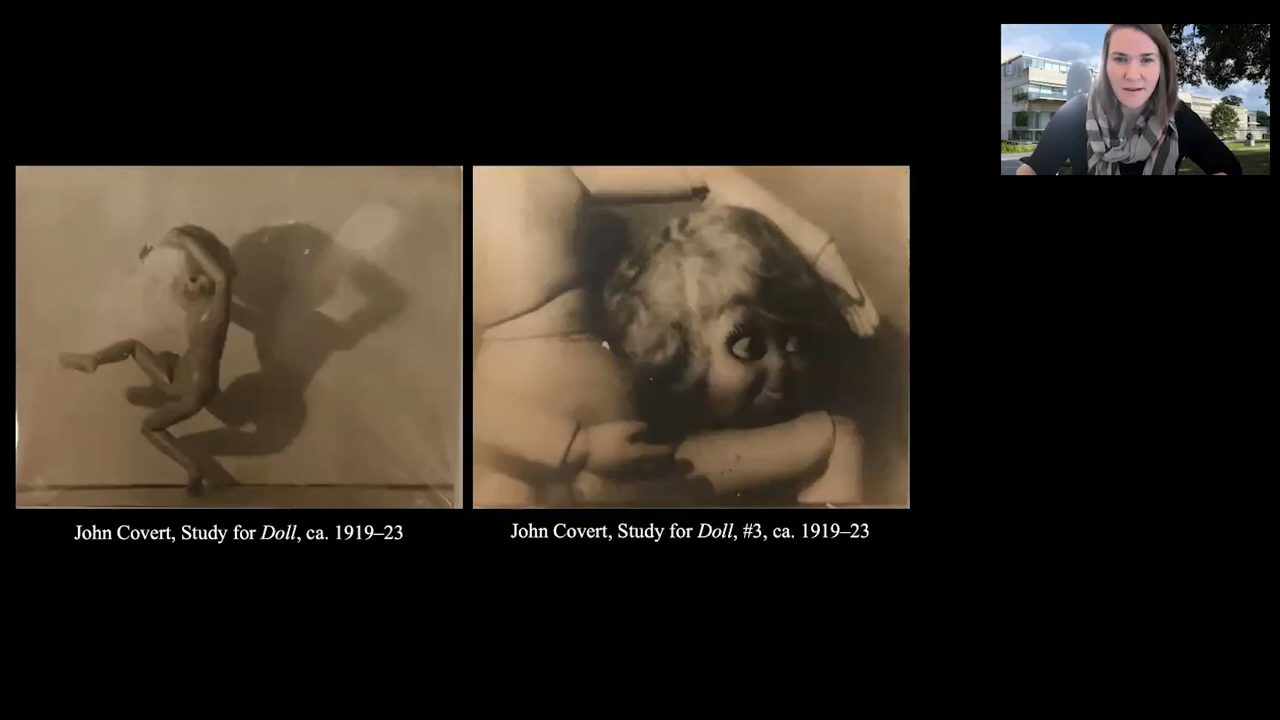 John Covert, Study for Doll, ca. 1919–23
John Covert, Study for Doll, #3, ca. 1919–23